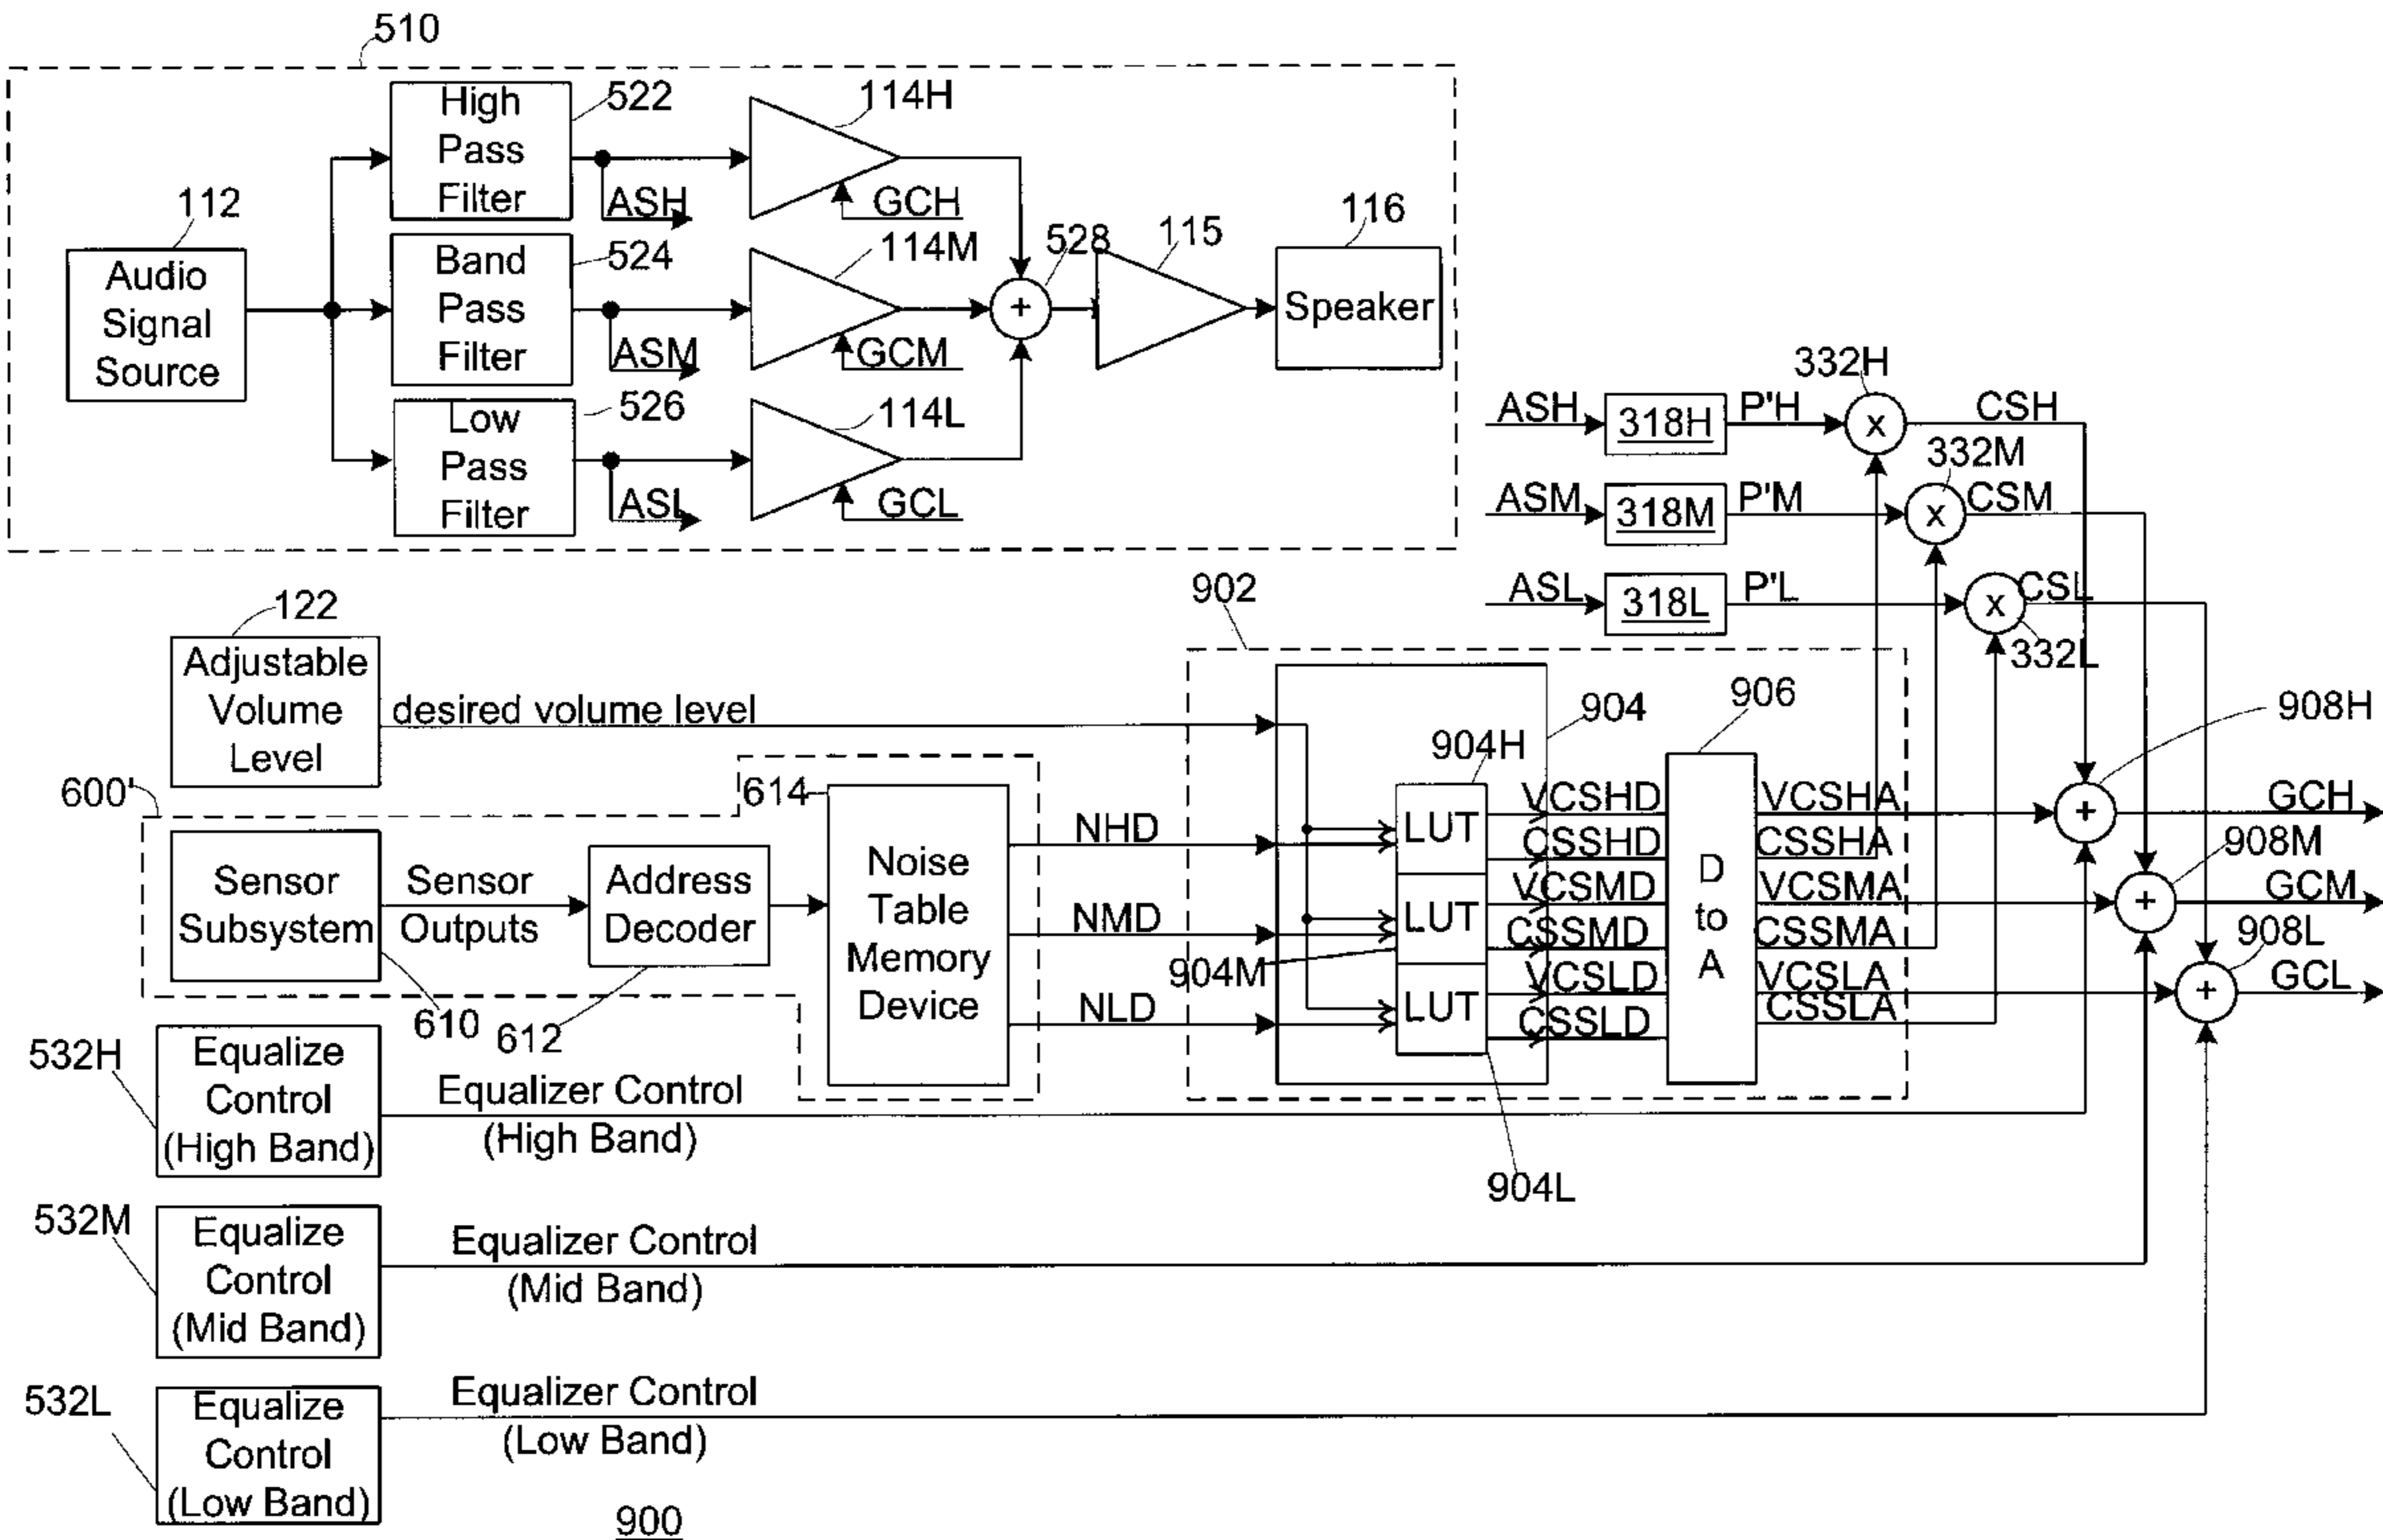 510
High
Pass
Filter
522
114H
ASH
GCH
112
Audio
Signal
Source
Band
Pass
Filter
524
114M
528
115
116
+
Speaker
ASM
GCM
Low
Pass
Filter
526
114L
ASL
GCL
332H
ASH
318H
P'H
x
CSH
332M
ASM
318M
P'M
x
CSM
ASL
318L
P'L
x
CSL
332L
122
Adjustable
Volume
Level
desired volume level
902
904
906
904H
908H
600'
614
Sensor
Subsystem
Sensor
Outputs
Address
Decoder
Noise
Table
Memory
Device
610
612
NHD
NMD
NLD
LUT
LUT
LUT
904M
904L
VCSHD
CSSHD
VCSMD
CSSMD
VCSLD
CSSLD
D
to
A
VCSHA
CSSHA
VCSMA
CSSMA
VCSLA
CSSLA
+
GCH
908M
+
GCM
908L
+
GCL
532H
Equalize
Control
(High Band)
Equalizer Control
(High Band)
532M
Equalize
Control
(Mid Band)
Equalizer Control
(Mid Band)
532L
Equalize
Control
(Low Band)
Equalizer Control
(Low Band)
900